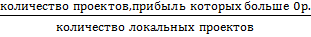 количество проектов,прибыль которых больше 0р.
количество локальных проектов